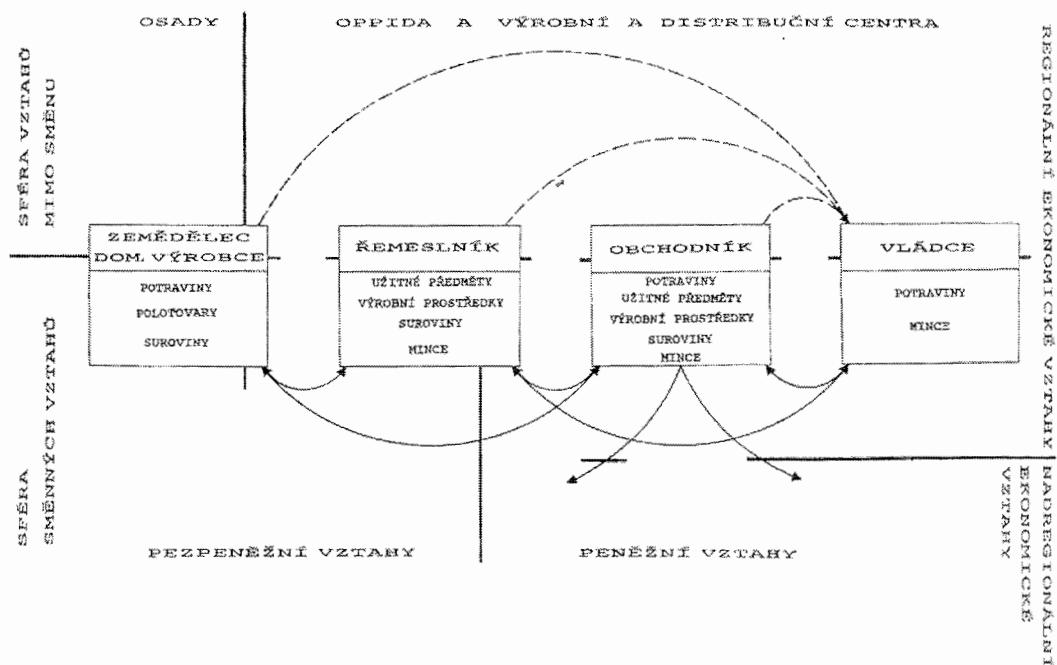 OSADY
OPPIDA A VÝROBNÍ A DISTRIBUČNÍ CENTRA
SFÉRA VZTAHŮ
MIMO SMĚNU
REGIONÁLNÍ EKONOMICKÉ VZTAHY
ZEMĚDĚLEC
DOM. VÝROBCE
POTRAVINY
POLOTOVARY
SUROVINY
ŘEMESLNÍK
UŽITNÉ PŘEDMĚTY
VÝROBNÍ PROSTŘEDKY
SUROVINY
MINCE
OBCHODNÍK
POTRAVINY
UŽITNÉ PŘEDMĚTY
VÝROBNÍ PROSTŘEDKY
SUROVINY
MINCE
VLÁDCE
POTRAVINY
MINCE
SFÉRA
SMĚNNÝCH VZTAHŮ
PEZPENĚŽNÍ VZTAHY
PENĚŽNÍ VZTAHY
NADREGIONÁLNÍ
EKONOMICKÉ
VZTAHY